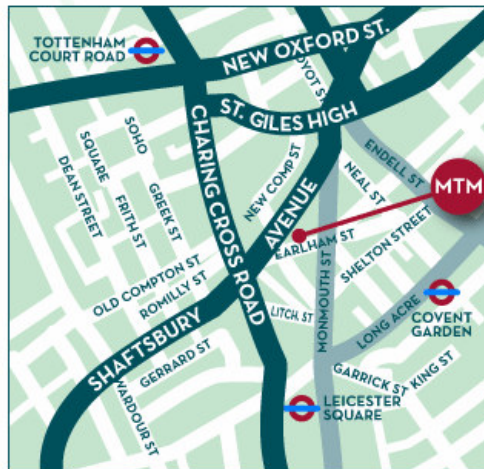 TOTTENHAM
COURT ROAD
NEW OXFORD ST.
ST. GILES HIGH
CHARING CROSS ROAD
SOHO
SQUARE
DEAN STREET
FRITH ST
GREEK ST
NEW COMP ST
AVENUE
ENDELL ST
NEAL ST
MTM
EARLHAM ST
SHELTON STREET
MONMOUTH ST
OLD COMPTON ST
ROMILLY ST
LITCH. ST
SHAFTSBURY
GERRARD ST
WARDOUR ST
LONG ACRE
COVENT
GARDEN
GARRICK ST
KING ST
LEICESTER
SQUARE